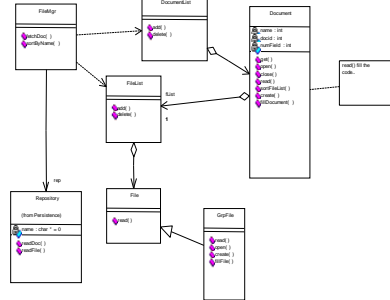 FileMgr
fetchDoc( )
sortByName( )
DocumentList
add( )
delete( )
Document
name : int
docid : int
numField : int
get( )
open( )
close( )
read( )
sortFileList( )
create( )
fillDocument( )
read() fill the
code..
FileList
add( )
delete( )
fList
rep
Repository
(from Persistence)
name : char * = 0
readDoc( )
readFile( )
File
read( )
GrpFile
read( )
open( )
create( )
fillFile( )